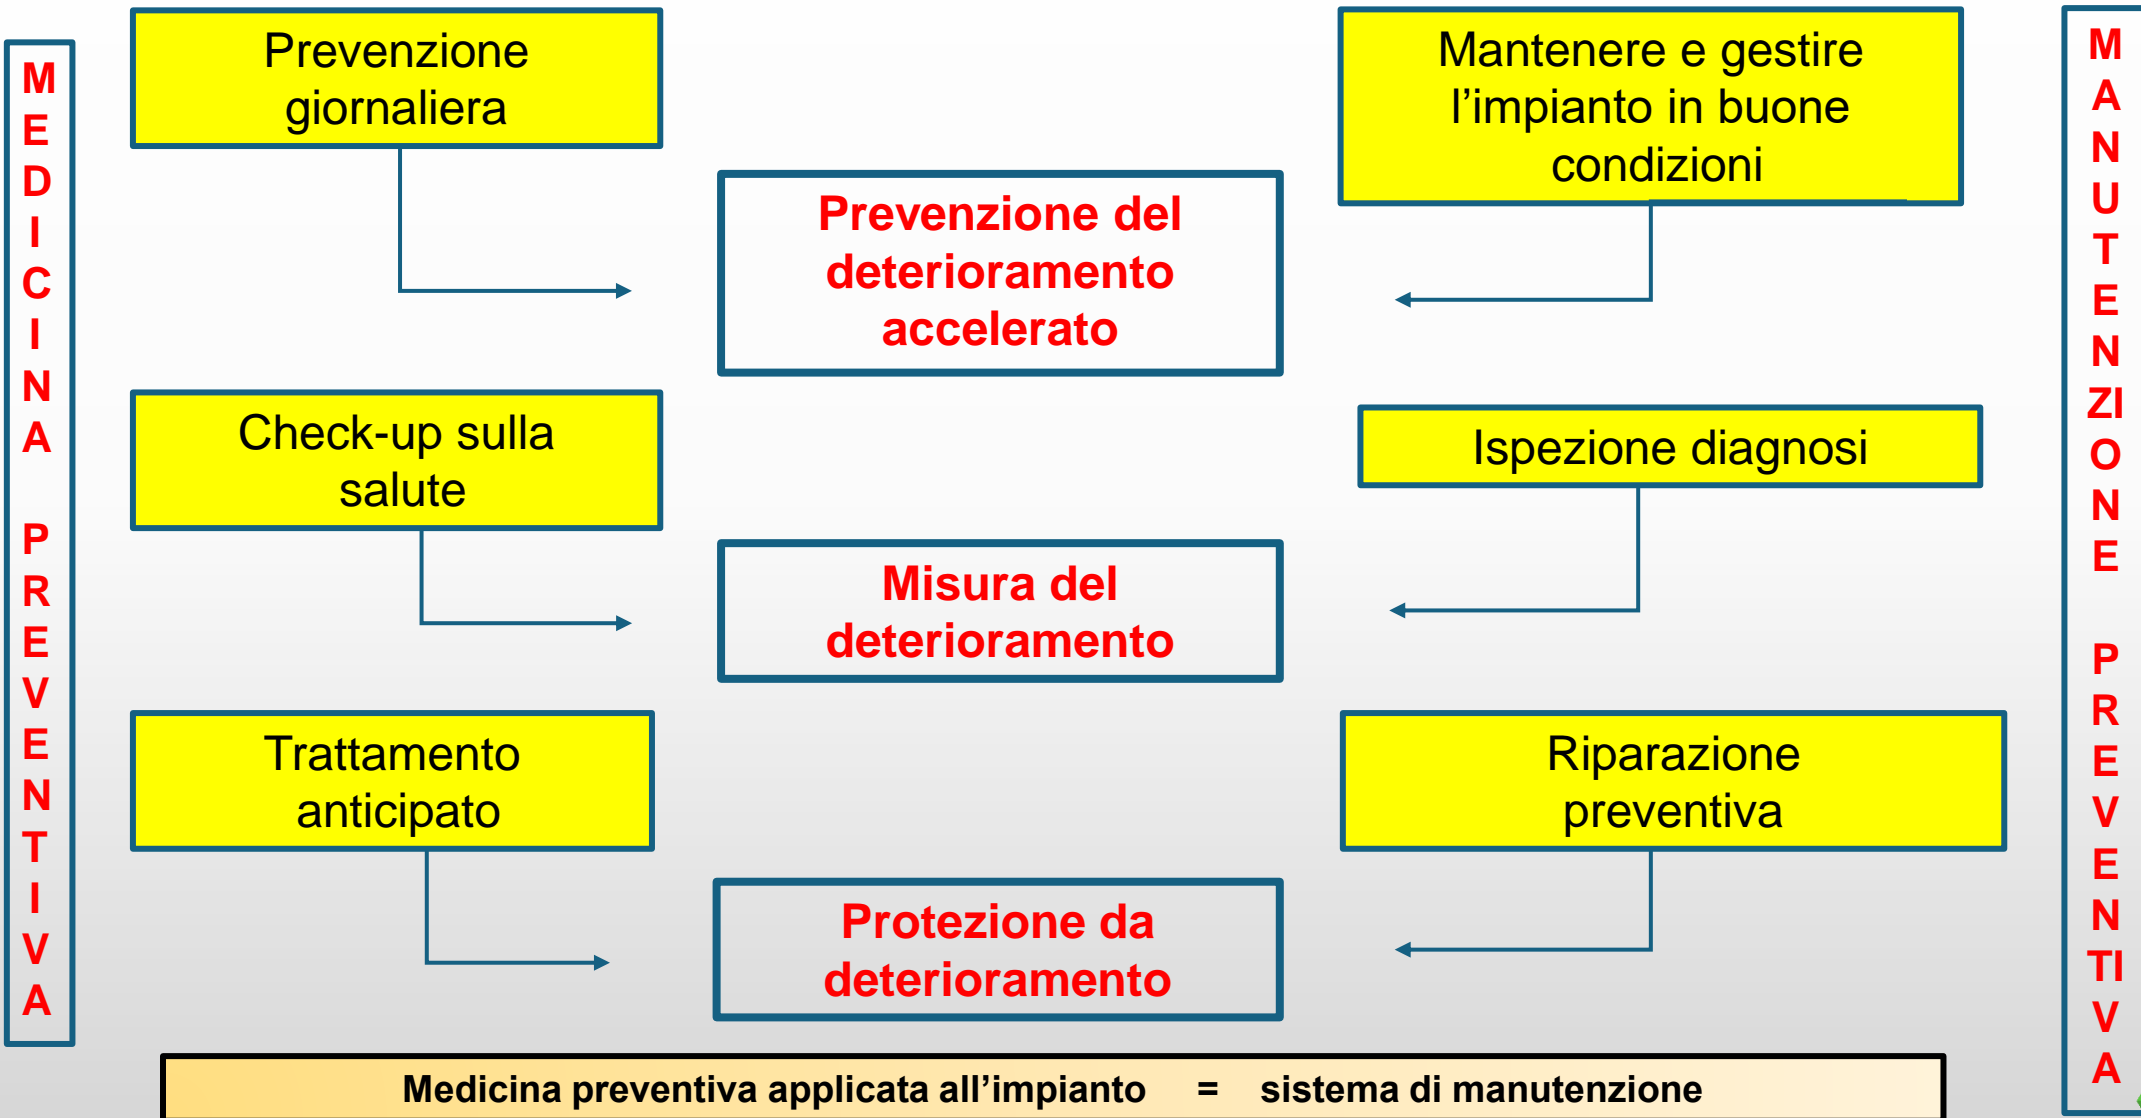 MEDICINA PREVENTIVA
Prevenzione
giornaliera
Mantenere e gestire
l’impianto in buone
condizioni
Prevenzione del
deterioramento
accelerato
Check-up sulla
salute
Ispezione diagnosi
Misura del
deterioramento
Trattamento
anticipato
Riparazione
preventiva
Protezione da
deterioramento
MANUTENZIONE PREVENTIVA
Medicina preventiva applicata all’impianto = sistema di manutenzione